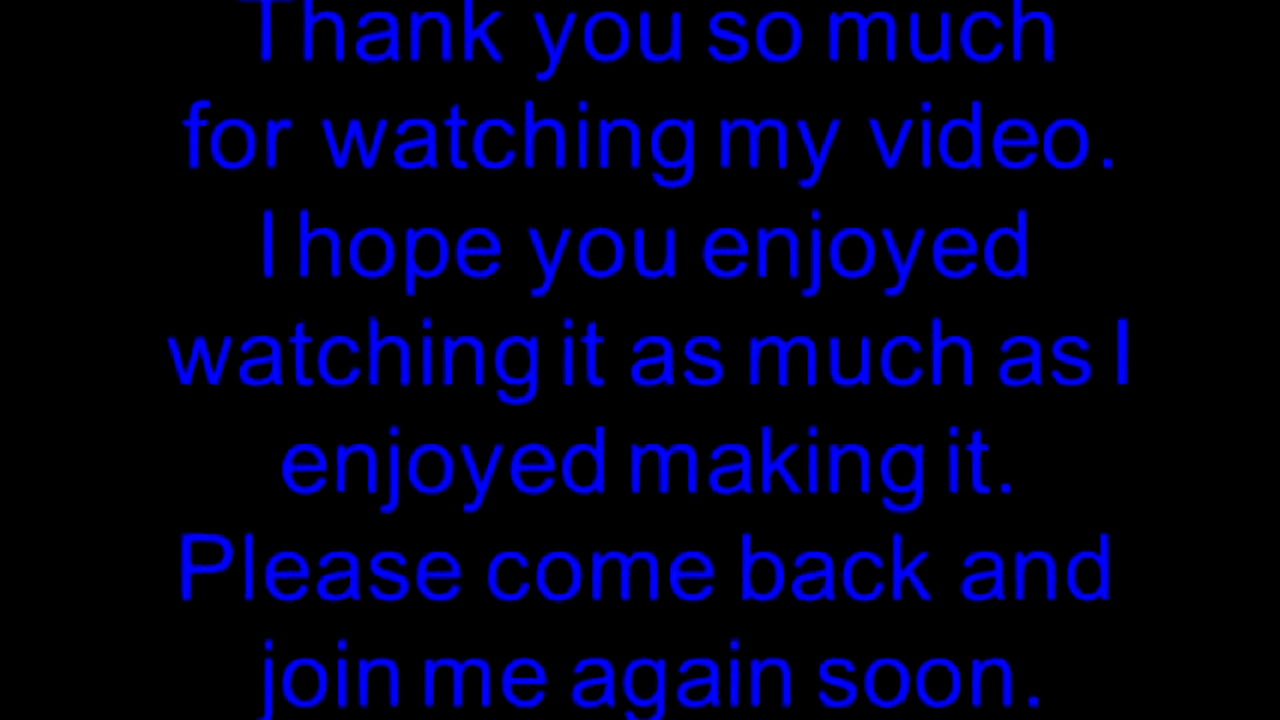 Thank you so much
for watching my video.
I hope you enjoyed
watching it as much as I
enjoyed making it.
Please come back and
join me again soon.